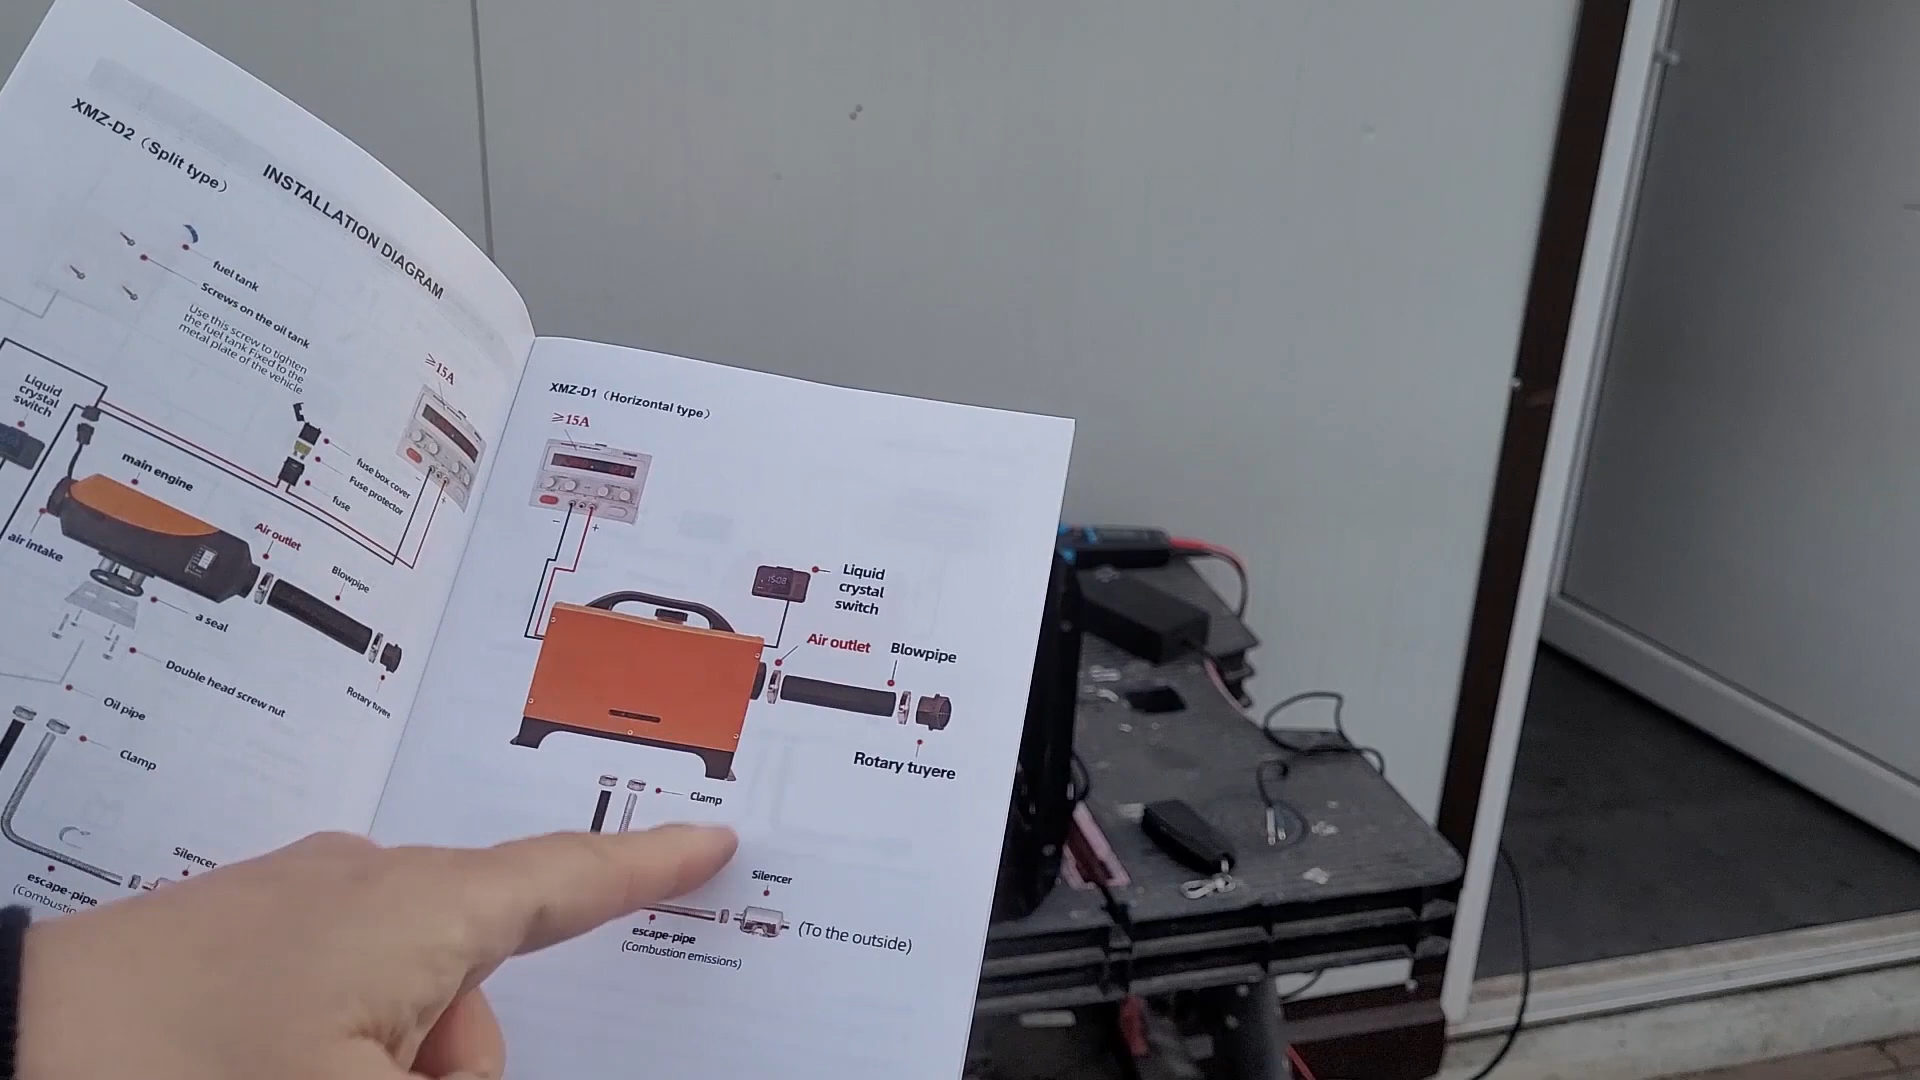 XMZ-D2（Split type）
INSTALLATION DIAGRAM
fuel tank
Screws on the oil tank
Use this screw to tighten
the fuel tank Fixed to the
metal plate of the vehicle
≥15A
Liquid
crystal
switch
fuse box cover
Fuse protector
fuse
main engine
air intake
Air outlet
Blowpipe
a seal
Double head screw nut
Rotary tuyere
Oil pipe
Clamp
Silencer
escape-pipe
XMZ-D1（Horizontal type）
≥15A
−
+
Liquid
crystal
switch
Air outlet
Blowpipe
Rotary tuyere
Clamp
Silencer
(To the outside)
escape-pipe
(Combustion emissions)